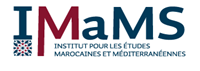 IMaMS
INSTITUT POUR LES ÉTUDES
MAROCAINES ET MÉDITERRANÉENNES